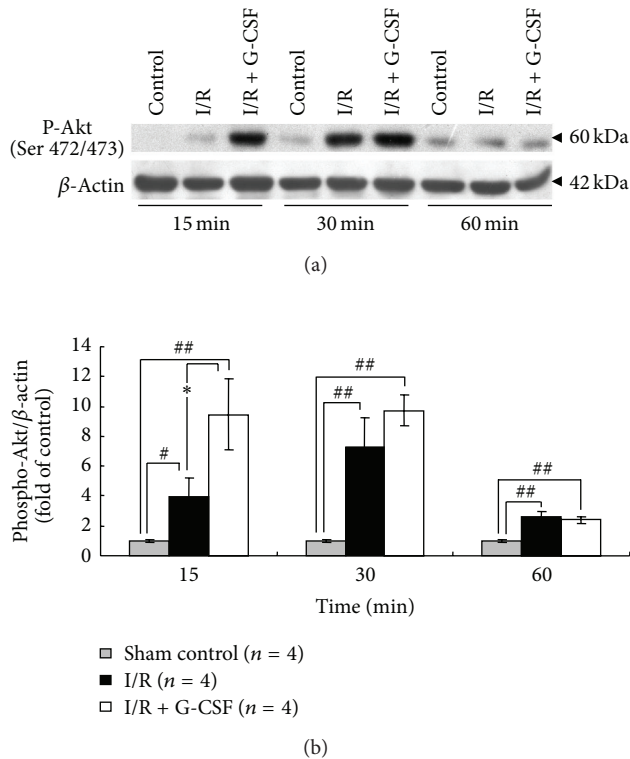 Control
I/R
I/R + G-CSF
Control
I/R
I/R + G-CSF
Control
I/R
I/R + G-CSF
P-Akt
(Ser 472/473)
60 kDa
β-Actin
42 kDa
15 min
30 min
60 min
(a)
Phospho-Akt/β-actin
(fold of control)
14
12
10
8
6
4
2
0
##
*
#
##
##
##
##
15
30
60
Time (min)
Sham control (n = 4)
I/R (n = 4)
I/R + G-CSF (n = 4)
(b)